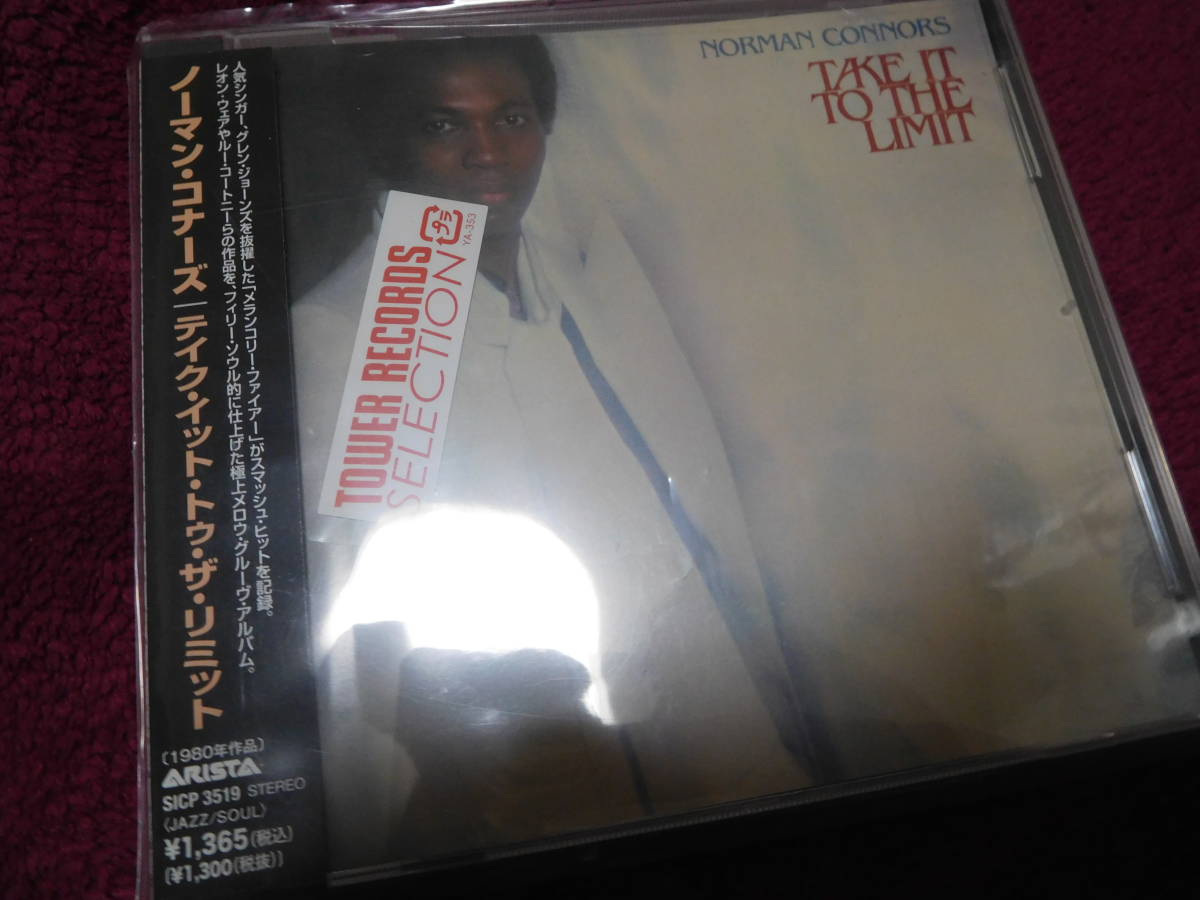 ノーマン・コナーズ|テイク・イット・トゥ・ザ・リミット
人気シンガー、グレン・ジョーンズを抜擢した「メランコリー・ファイアー」がスマッシュ・ヒットを記録。
レオン・ウェアやルー・コートニーらの作品を、フィリー・ソウル的に仕上げた極上メロウ・グルーヴ・アルバム。
〔1980年作品〕
ARISTA
SICP 3519 STEREO
〈JAZZ/SOUL〉
¥1,365(税込)
[¥1,300(税抜)]
NORMAN CONNORS
TAKE IT
TO THE
LIMIT
TOWER RECORDS
SELECTION
プラ
YA-353